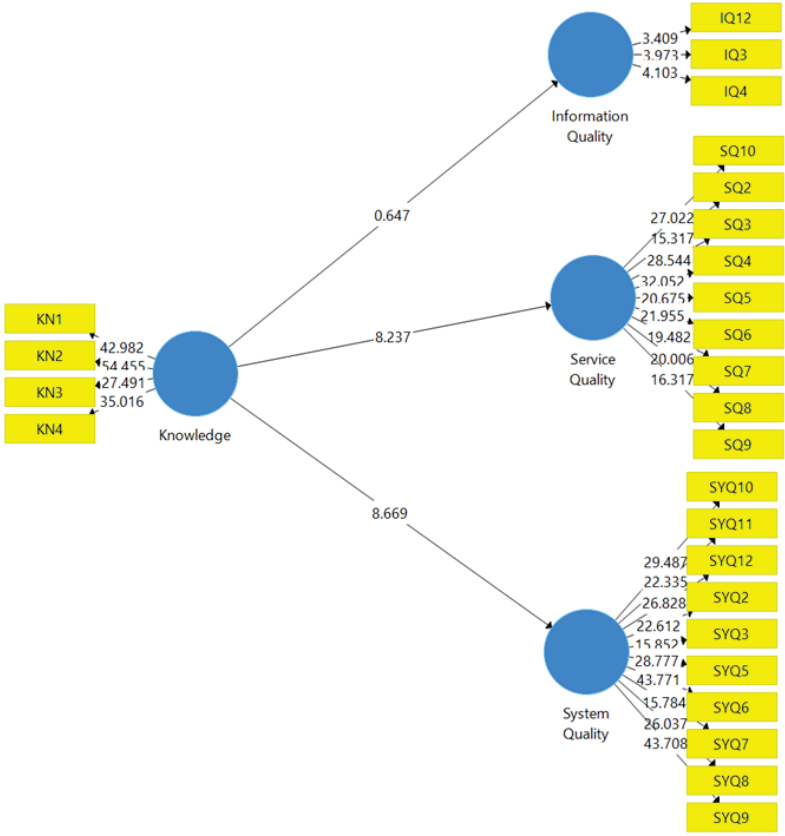 IQ12
3.409
IQ3
3.973
IQ4
4.103
Information
Quality
0.647
SQ10
SQ2
27.022
SQ3
15.317
28.544
SQ4
32.052
SQ5
20.675
21.955
SQ6
19.482
SQ7
20.006
16.317
SQ8
SQ9
Service
Quality
8.237
KN1
42.982
KN2
54.455
KN3
27.491
35.016
KN4
Knowledge
8.669
SYQ10
SYQ11
SYQ12
29.487
22.335
SYQ2
26.828
22.612
SYQ3
15.852
28.777
SYQ5
43.771
SYQ6
15.784
26.037
SYQ7
43.708
SYQ8
SYQ9
System
Quality